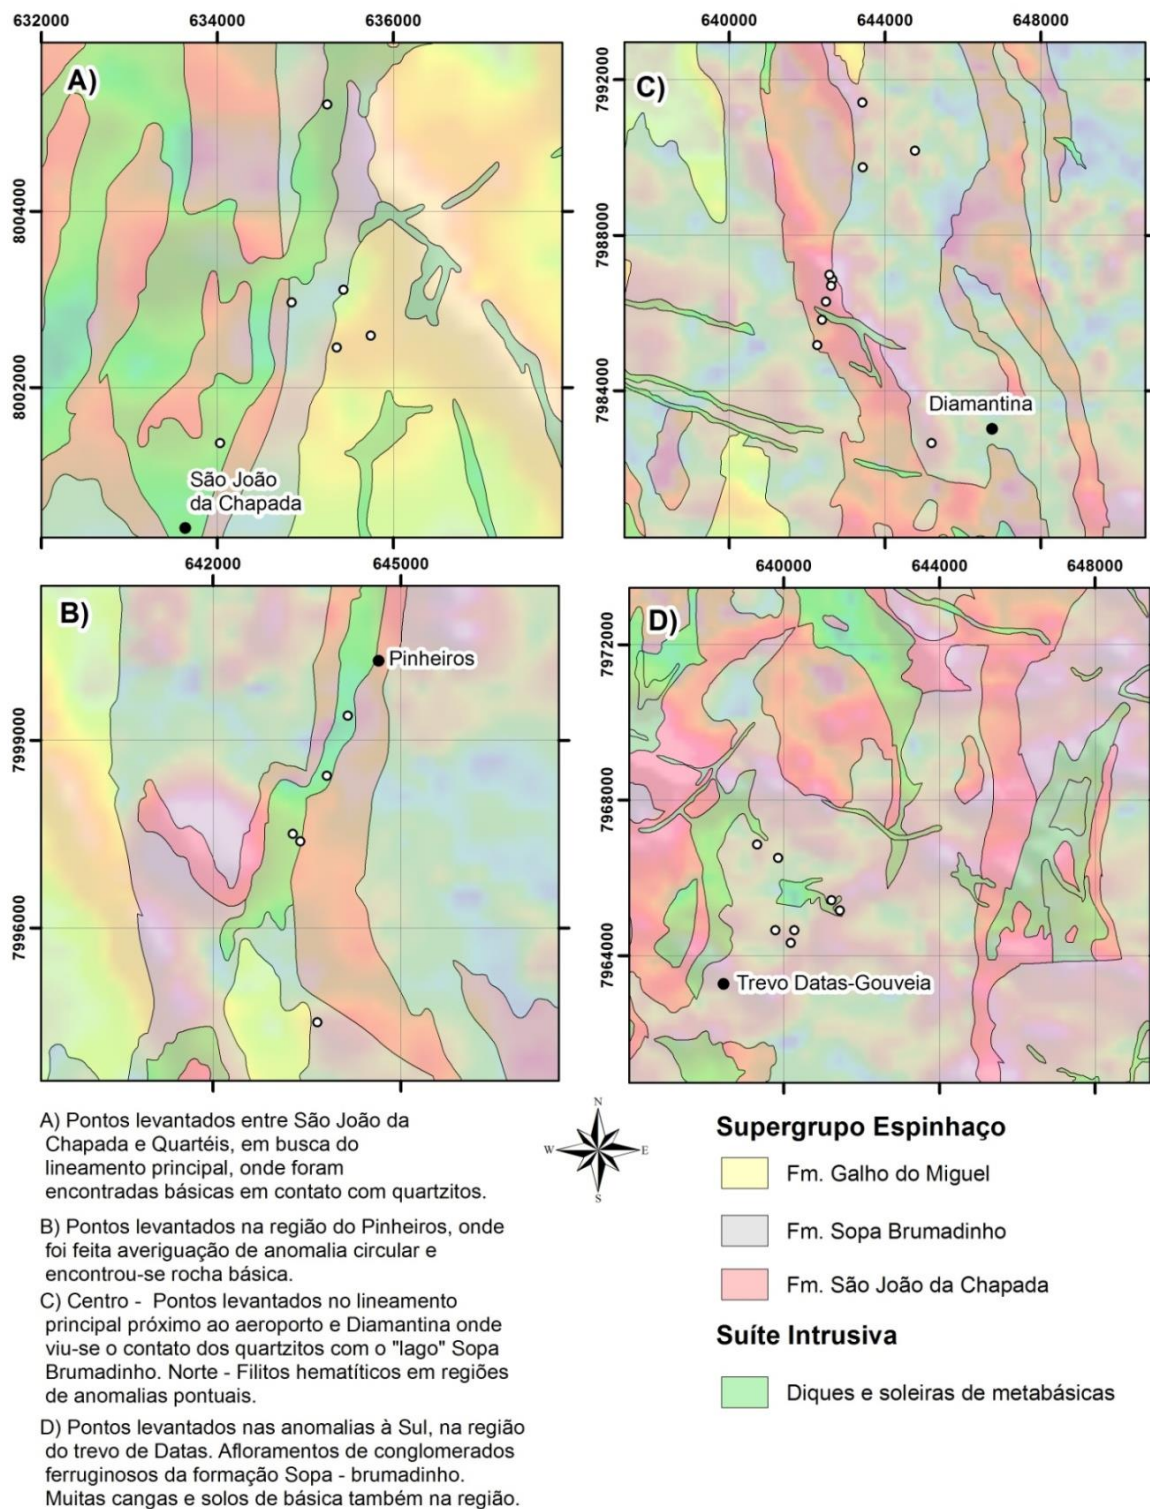 632000 634000 636000
640000 644000 648000
A)
8004000
8002000
São João
da Chapada
C)
7992000
7988000
7984000
Diamantina
642000 645000
B)
Pinheiros
7999000
7996000
640000 644000 648000
D)
7972000
7968000
7964000
Trevo Datas-Gouveia
A) Pontos levantados entre São João da
Chapada e Quartéis, em busca do
lineamento principal, onde foram
encontradas básicas em contato com quartzitos.
B) Pontos levantados na região do Pinheiros, onde
foi feita averiguação de anomalia circular e
encontrou-se rocha básica.
C) Centro - Pontos levantados no lineamento
principal próximo ao aeroporto e Diamantina onde
viu-se o contato dos quartzitos com o "lago" Sopa
Brumadinho. Norte - Filitos hematíticos em regiões
de anomalias pontuais.
D) Pontos levantados nas anomalias à Sul, na região
do trevo de Datas. Afloramentos de conglomerados
ferruginosos da formação Sopa - brumadinho.
Muitas cangas e solos de básica também na região.
N
W E
S
Supergrupo Espinhaço
Fm. Galho do Miguel
Fm. Sopa Brumadinho
Fm. São João da Chapada
Suíte Intrusiva
Diques e soleiras de metabásicas